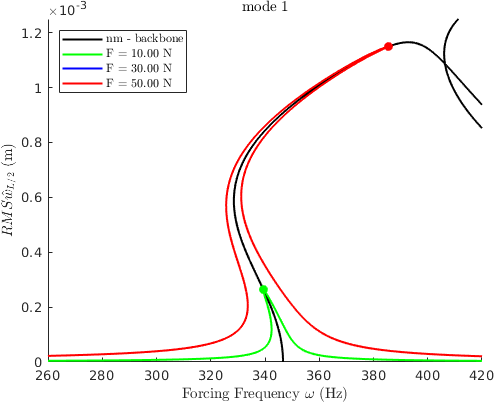 mode 1
×10⁻³
nm - backbone
F = 10.00 N
F = 30.00 N
F = 50.00 N
1.2
1
0.8
0.6
0.4
0.2
0
RMSŵ_{L/2} (m)
260 280 300 320 340 360 380 400 420
Forcing Frequency ω (Hz)